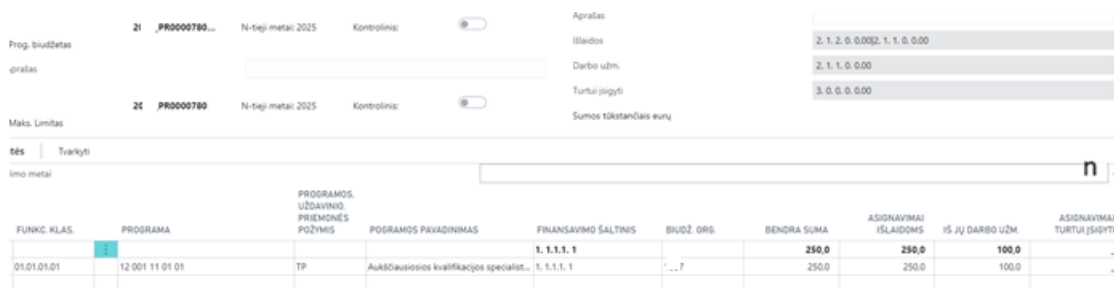 PR0000780... N-tieji metai: 2025 Kontrolinis:
Prog. biudžetas
prašas
PR0000780 N-tieji metai: 2025 Kontrolinis:
Maks. Limitas
Aprašas
Išlaidos 2. 1. 2. 0. 0.00|2. 1. 1. 0. 0.00
Darbo užm. 2. 1. 1. 0. 0.00
Turtui įsigyti 3. 0. 0. 0. 0.00
Sumos tūkstančiais eurų
tės Tvarkyti
imo metai n
FUNKC. KLAS. PROGRAMA PROGRAMOS, UŽDAVINIO, PRIEMONĖS POŽYMIS POGRAMOS PAVADINIMAS FINANSAVIMO ŠALTINIS BIUDŽ. ORG. BENDRA SUMA ASIGNAVIMAI IŠLAIDOMS IŠ JŲ DARBO UŽM. ASIGNAVIMAI TURTUI ĮSIGYTI
1. 1.1.1. 1 250,0 250,0 100,0
01.01.01.01 12 001 11 01 01 TP Aukščiausiosios kvalifikacijos specialist... 1. 1.1.1. 1 7 250.0 250.0 100.0